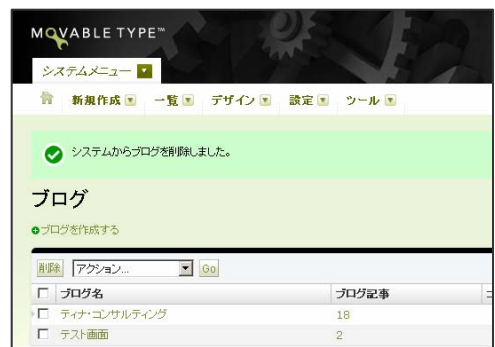 MOVABLE TYPE™
システムメニュー
新規作成 一覧 デザイン 設定 ツール
システムからブログを削除しました。
ブログ
ブログを作成する
削除 アクション... Go
ブログ名 ブログ記事 コ
ティナ・コンサルティング 18
テスト画面 2